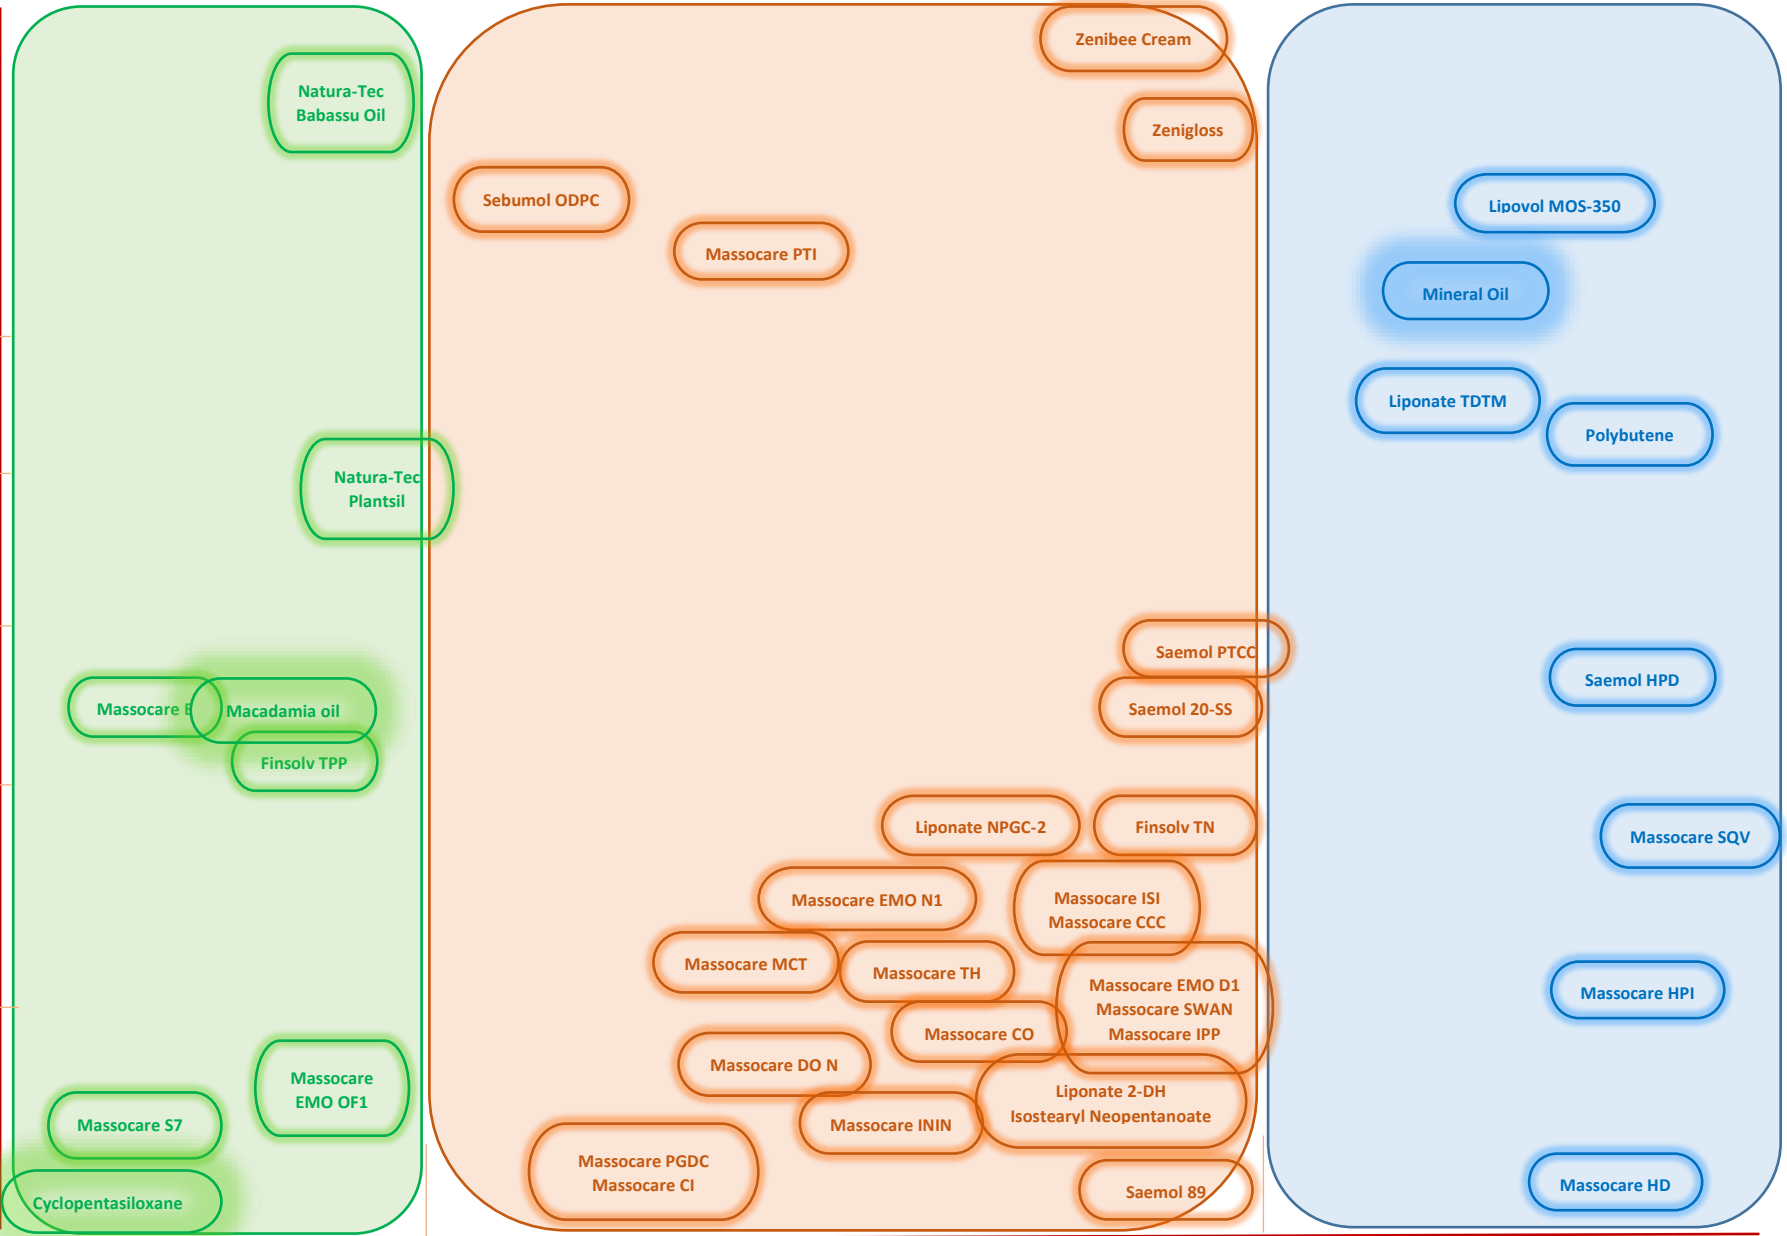 Zenibee Cream
Natura-Tec
Babassu Oil
Zenigloss
Sebumol ODPC
Lipovol MOS-350
Massocare PTI
Mineral Oil
Liponate TDTM
Polybutene
Natura-Tec
Plantsil
Saemol PTCC
Saemol HPD
Massocare E
Macadamia oil
Saemol 20-SS
Finsolv TPP
Liponate NPGC-2
Finsolv TN
Massocare SQV
Massocare EMO N1
Massocare ISI
Massocare CCC
Massocare MCT
Massocare TH
Massocare EMO D1
Massocare SWAN
Massocare IPP
Massocare HPI
Massocare CO
Massocare DO N
Massocare
EMO OF1
Liponate 2-DH
Isostearyl Neopentanoate
Massocare S7
Massocare ININ
Massocare PGDC
Massocare CI
Saemol 89
Massocare HD
Cyclopentasiloxane